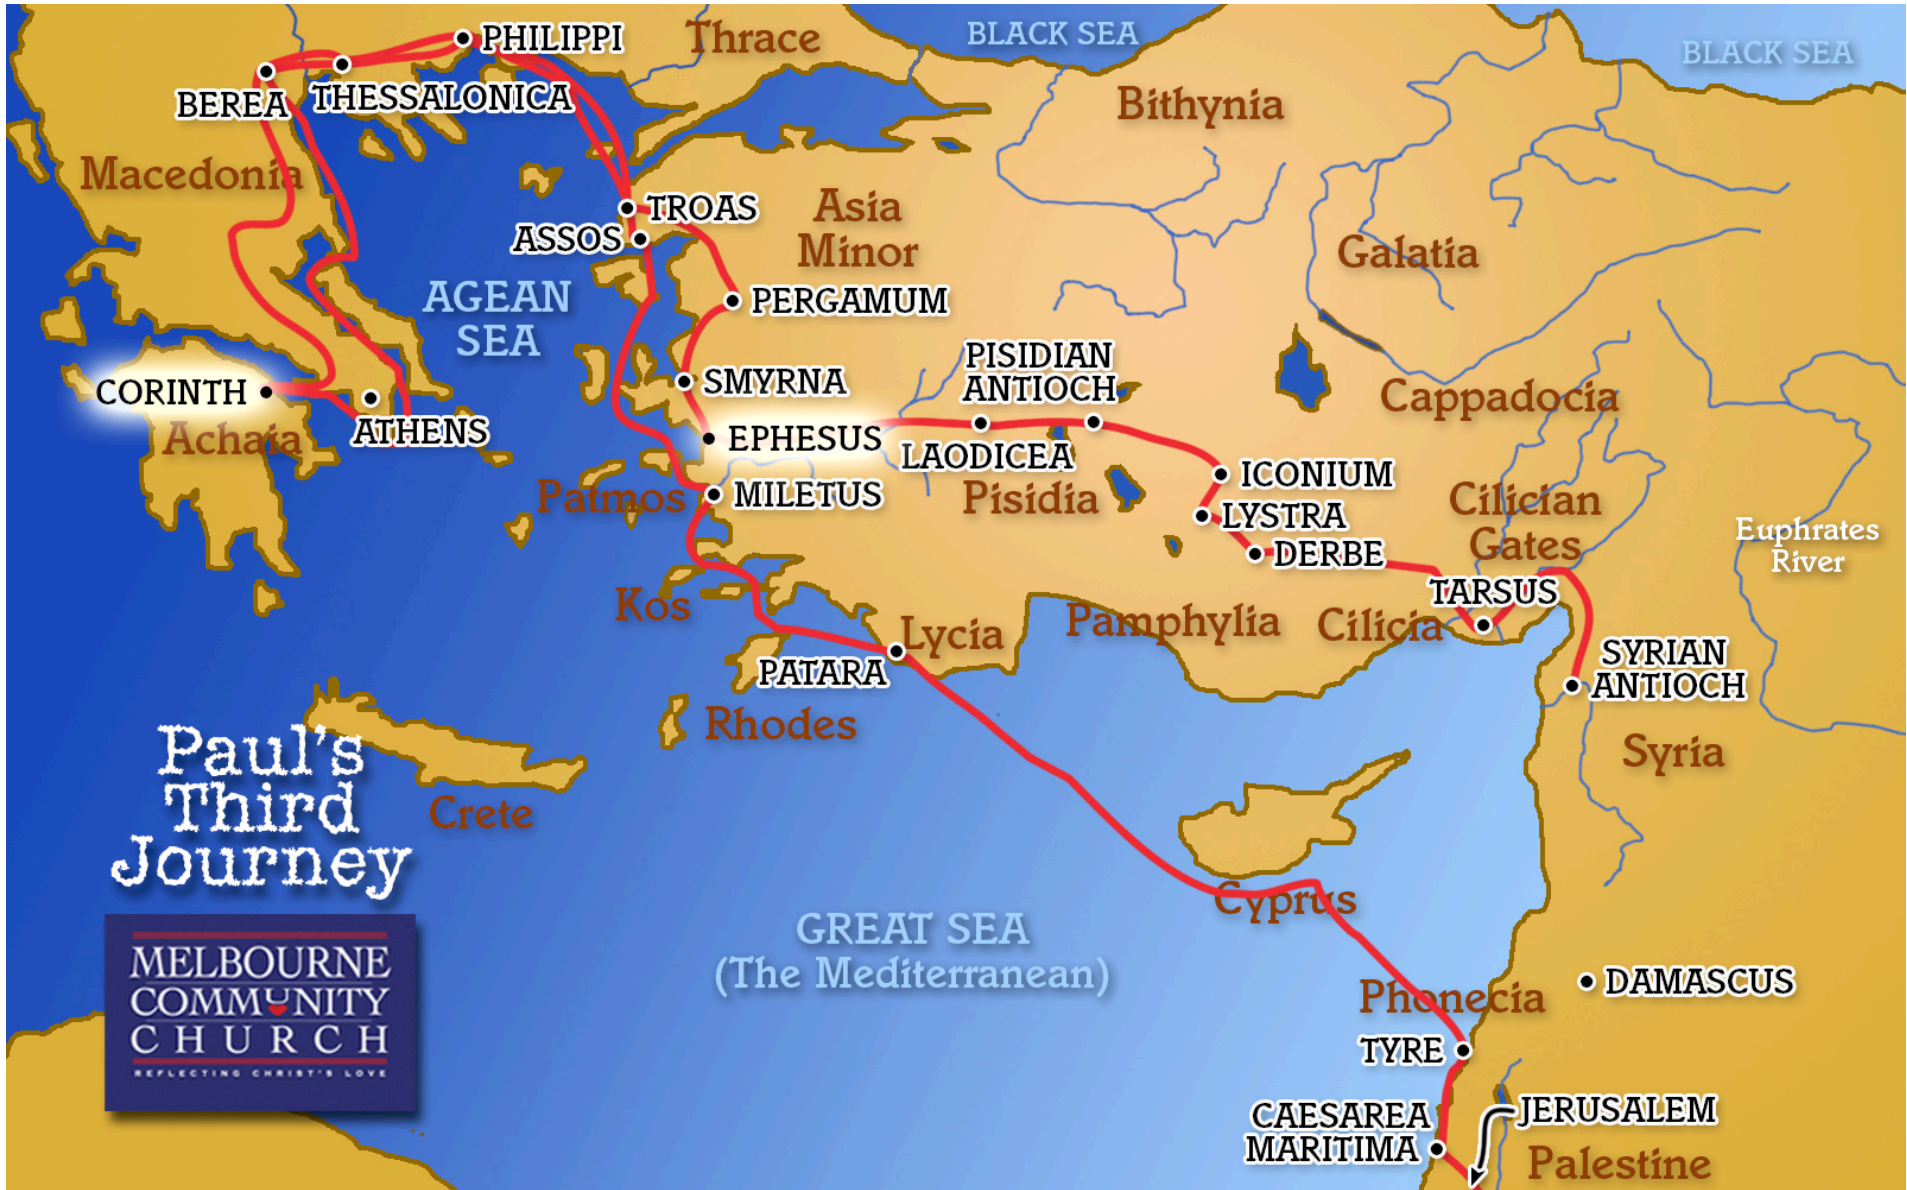 BLACK SEA
BLACK SEA
Thrace
PHILIPPI
THESSALONICA
BEREA
Macedonia
Bithynia
TROAS
ASSOS
Asia
Minor
Galatia
AGEAN
SEA
PERGAMUM
SMYRNA
PISIDIAN
ANTIOCH
Cappadocia
CORINTH
Achaia
ATHENS
EPHESUS
LAODICEA
ICONIUM
Patmos
MILETUS
Pisidia
LYSTRA
DERBE
Cilician
Gates
Euphrates
River
TARSUS
Kos
Lycia
Pamphylia
Cilicia
PATARA
SYRIAN
ANTIOCH
Rhodes
Syria
Crete
Paul's
Third
Journey
Cyprus
GREAT SEA
(The Mediterranean)
MELBOURNE
COMMUNITY
CHURCH
REFLECTING CHRIST'S LOVE
Phonecia
DAMASCUS
TYRE
CAESAREA
MARITIMA
JERUSALEM
Palestine